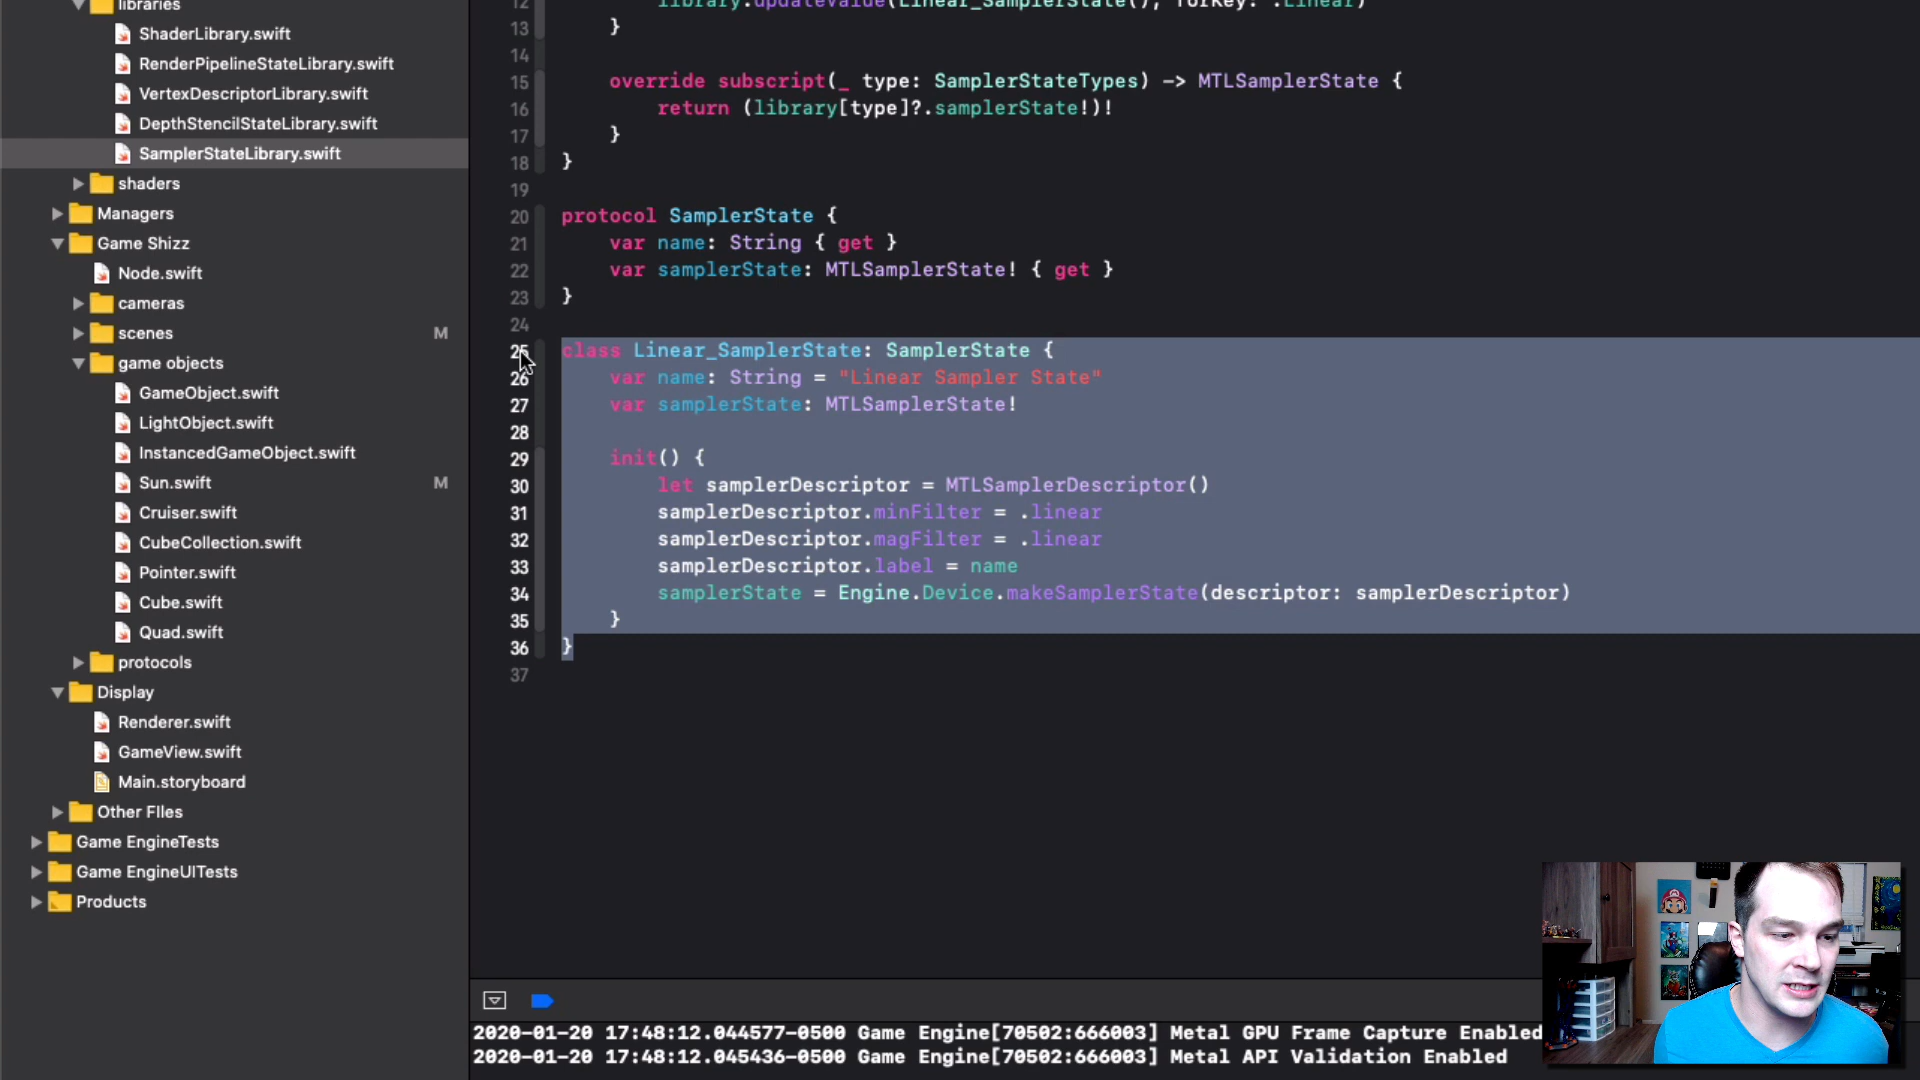 libraries
ShaderLibrary.swift
RenderPipelineStateLibrary.swift
VertexDescriptorLibrary.swift
DepthStencilStateLibrary.swift
SamplerStateLibrary.swift
shaders
Managers
Game Shizz
Node.swift
cameras
scenes M
game objects
GameObject.swift
LightObject.swift
InstancedGameObject.swift
Sun.swift M
Cruiser.swift
CubeCollection.swift
Pointer.swift
Cube.swift
Quad.swift
protocols
Display
Renderer.swift
GameView.swift
Main.storyboard
Other FIles
Game EngineTests
Game EngineUITests
Products
12 library.updateValue(Linear_SamplerState(), forKey: .Linear)
13 }
14
15 override subscript(_ type: SamplerStateTypes) -> MTLSamplerState {
16 return (library[type]?.samplerState!)!
17 }
18 }
19
20 protocol SamplerState {
21 var name: String { get }
22 var samplerState: MTLSamplerState! { get }
23 }
24
25 class Linear_SamplerState: SamplerState {
26 var name: String = "Linear Sampler State"
27 var samplerState: MTLSamplerState!
28
29 init() {
30 let samplerDescriptor = MTLSamplerDescriptor()
31 samplerDescriptor.minFilter = .linear
32 samplerDescriptor.magFilter = .linear
33 samplerDescriptor.label = name
34 samplerState = Engine.Device.makeSamplerState(descriptor: samplerDescriptor)
35 }
36 }
37
2020-01-20 17:48:12.044577-0500 Game Engine[70502:666003] Metal GPU Frame Capture Enabled
2020-01-20 17:48:12.045436-0500 Game Engine[70502:666003] Metal API Validation Enabled